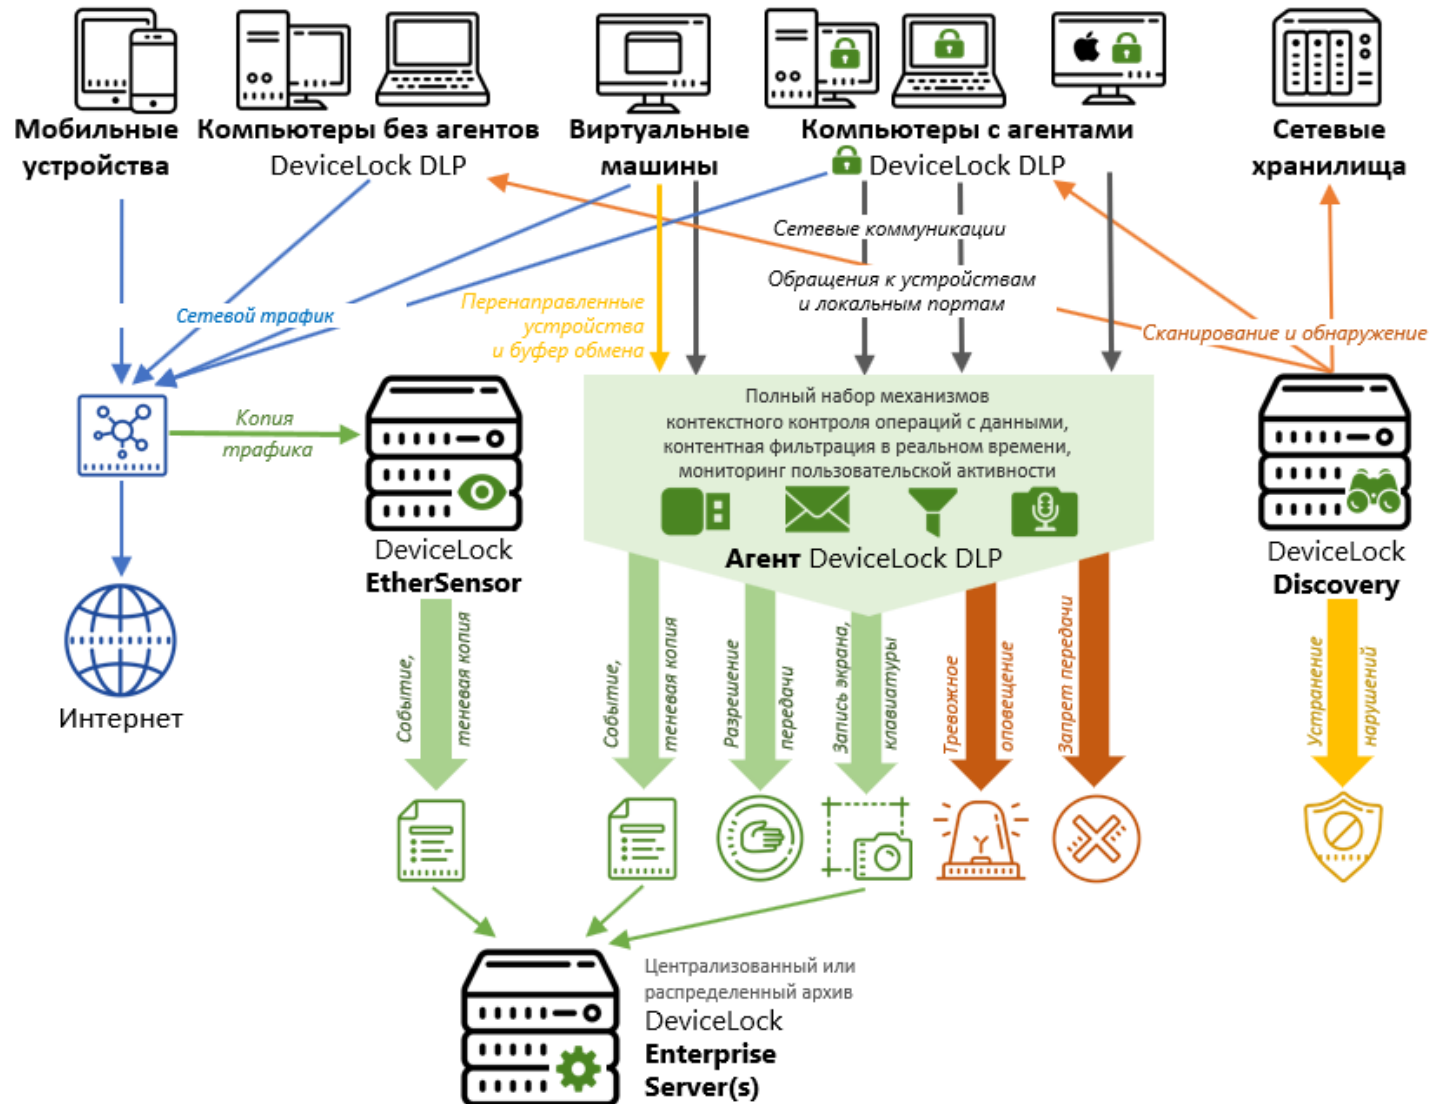 Мобильные
устройства
Компьютеры без агентов
DeviceLock DLP
Виртуальные
машины
Компьютеры с агентами
DeviceLock DLP
Сетевые
хранилища
Сетевые коммуникации
Обращения к устройствам
и локальным портам
Сетевой трафик
Перенаправленные
устройства
и буфер обмена
Сканирование и обнаружение
Копия
трафика
Полный набор механизмов
контекстного контроля операций с данными,
контентная фильтрация в реальном времени,
мониторинг пользовательской активности
Агент DeviceLock DLP
DeviceLock
EtherSensor
DeviceLock
Discovery
Интернет
Событие,
теневая копия
Событие,
теневая копия
Разрешение
передачи
Запись экрана,
клавиатуры
Тревожное
оповещение
Запрет передачи
Устранение
нарушений
Централизованный или
распределенный архив
DeviceLock
Enterprise
Server(s)